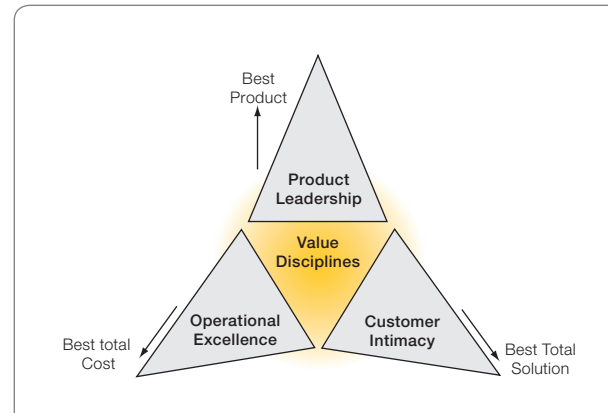 Best
Product
Product
Leadership
Value
Disciplines
Operational
Excellence
Customer
Intimacy
Best total
Cost
Best Total
Solution